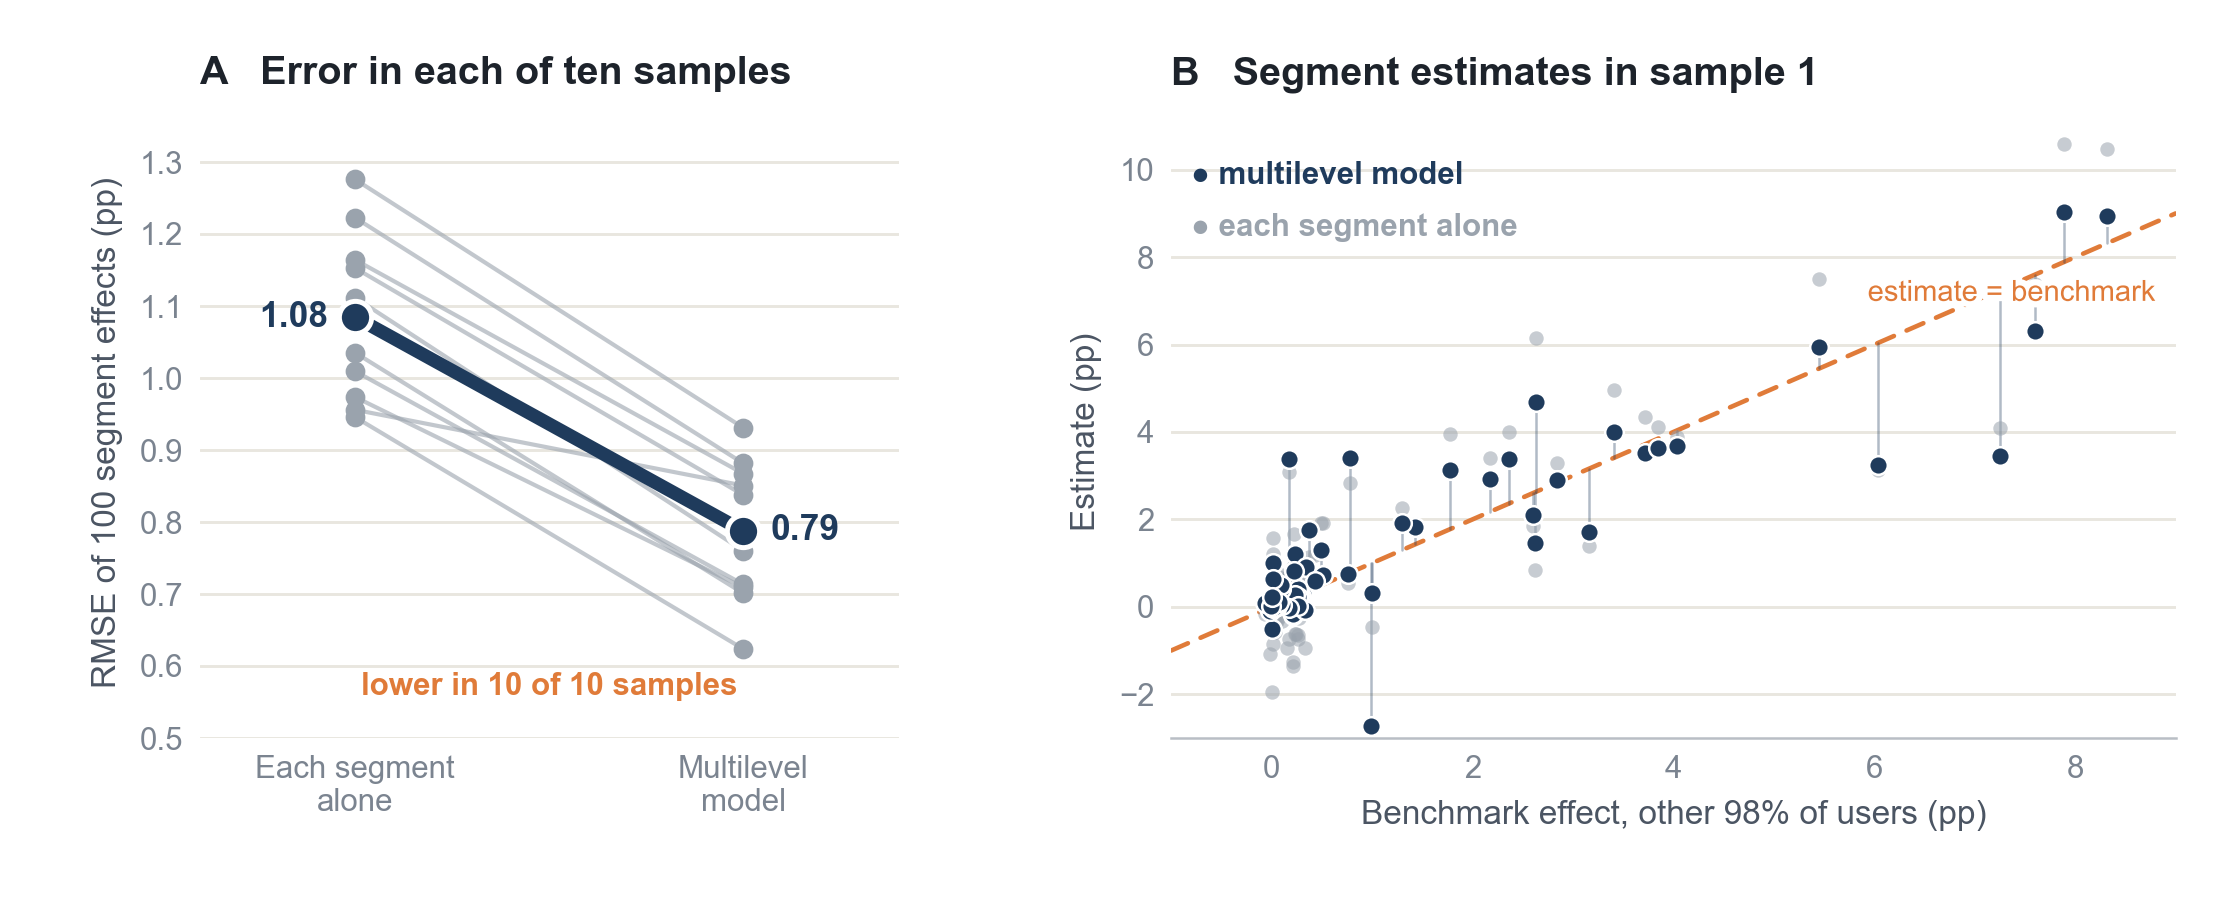 A Error in each of ten samples
RMSE of 100 segment effects (pp)
1.3
1.2
1.1
1.0
0.9
0.8
0.7
0.6
0.5
1.08
0.79
lower in 10 of 10 samples
Each segment
alone
Multilevel
model
B Segment estimates in sample 1
Estimate (pp)
10
8
6
4
2
0
−2
multilevel model
each segment alone
estimate = benchmark
0
2
4
6
8
Benchmark effect, other 98% of users (pp)